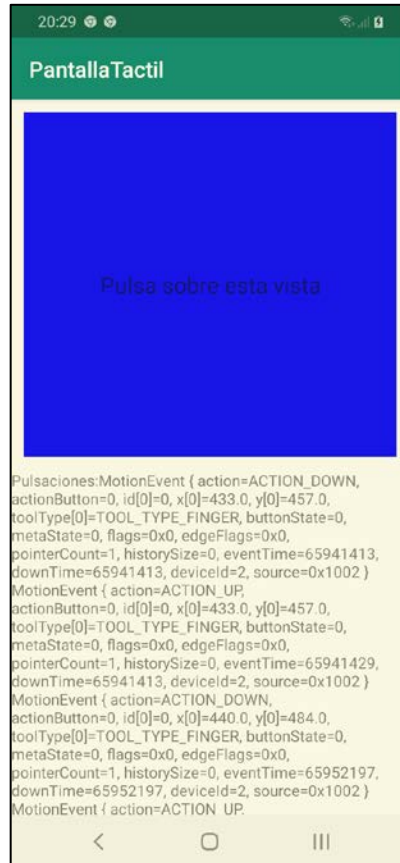 20:29
PantallaTactil
Pulsa sobre esta vista
Pulsaciones:MotionEvent { action=ACTION_DOWN,
actionButton=0, id[0]=0, x[0]=433.0, y[0]=457.0,
toolType[0]=TOOL_TYPE_FINGER, buttonState=0,
metaState=0, flags=0x0, edgeFlags=0x0,
pointerCount=1, historySize=0, eventTime=65941413,
downTime=65941413, deviceId=2, source=0x1002 }
MotionEvent { action=ACTION_UP,
actionButton=0, id[0]=0, x[0]=433.0, y[0]=457.0,
toolType[0]=TOOL_TYPE_FINGER, buttonState=0,
metaState=0, flags=0x0, edgeFlags=0x0,
pointerCount=1, historySize=0, eventTime=65941429,
downTime=65941413, deviceId=2, source=0x1002 }
MotionEvent { action=ACTION_DOWN,
actionButton=0, id[0]=0, x[0]=440.0, y[0]=484.0,
toolType[0]=TOOL_TYPE_FINGER, buttonState=0,
metaState=0, flags=0x0, edgeFlags=0x0,
pointerCount=1, historySize=0, eventTime=65952197,
downTime=65952197, deviceId=2, source=0x1002 }
MotionEvent { action=ACTION_UP,